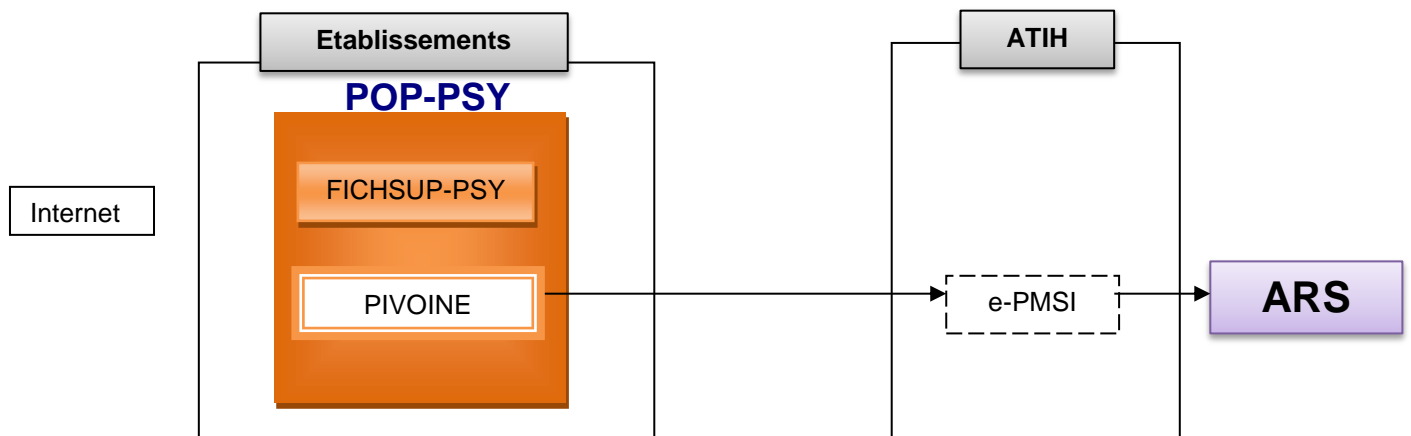 Etablissements
ATIH
POP-PSY
FICHSUP-PSY
Internet
PIVOINE
e-PMSI
ARS